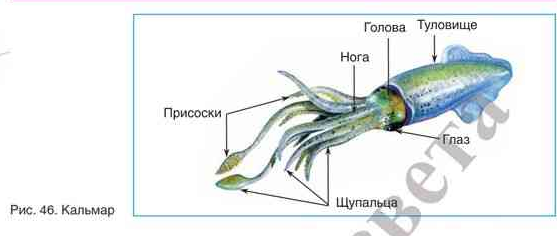 Голова
Туловище
Нога
Присоски
Глаз
Щупальца
Рис. 46. Кальмар